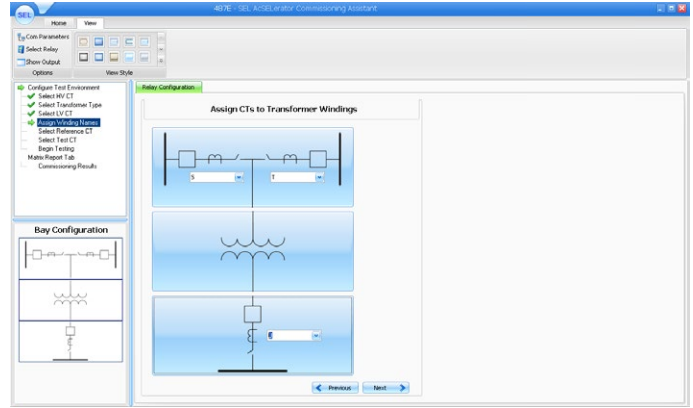 4B7E - SEL AcSELerator Commissioning Assistant
SEL
Home View
Com Parameters
Select Relay
Show Output
Options View Style
Configure Test Environment
Select HV CT
Select Transformer Type
Select LV CT
Assign Winding Names
Select Reference CT
Select Test CT
Begin Testing
Matrix Report Tab
Commissioning Results
Bay Configuration
Relay Configuration
Assign CTs to Transformer Windings
S T
Previous Next